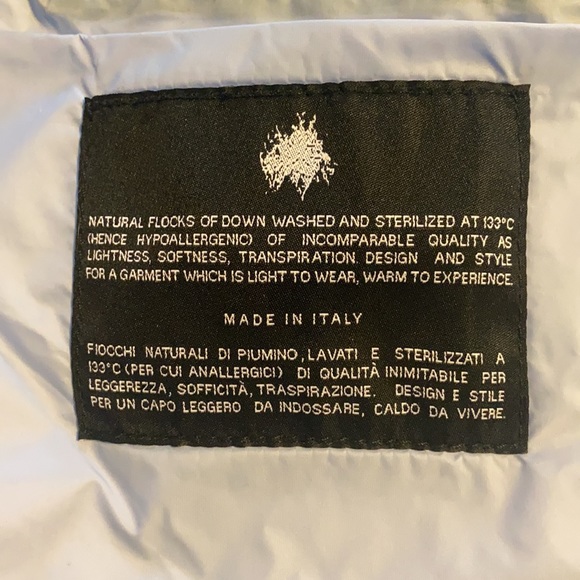 NATURAL FLOCKS OF DOWN WASHED AND STERILIZED AT 133°C
(HENCE HYPOALLERGENIC) OF INCOMPARABLE QUALITY AS
LIGHTNESS, SOFTNESS, TRANSPIRATION. DESIGN AND STYLE
FOR A GARMENT WHICH IS LIGHT TO WEAR, WARM TO EXPERIENCE.
MADE IN ITALY
FIOCCHI NATURALI DI PIUMINO, LAVATI E STERILIZZATI A
133°C (PER CUI ANALLERGICI) DI QUALITÀ INIMITABILE PER
LEGGEREZZA, SOFFICITÀ, TRASPIRAZIONE. DESIGN E STILE
PER UN CAPO LEGGERO DA INDOSSARE, CALDO DA VIVERE.